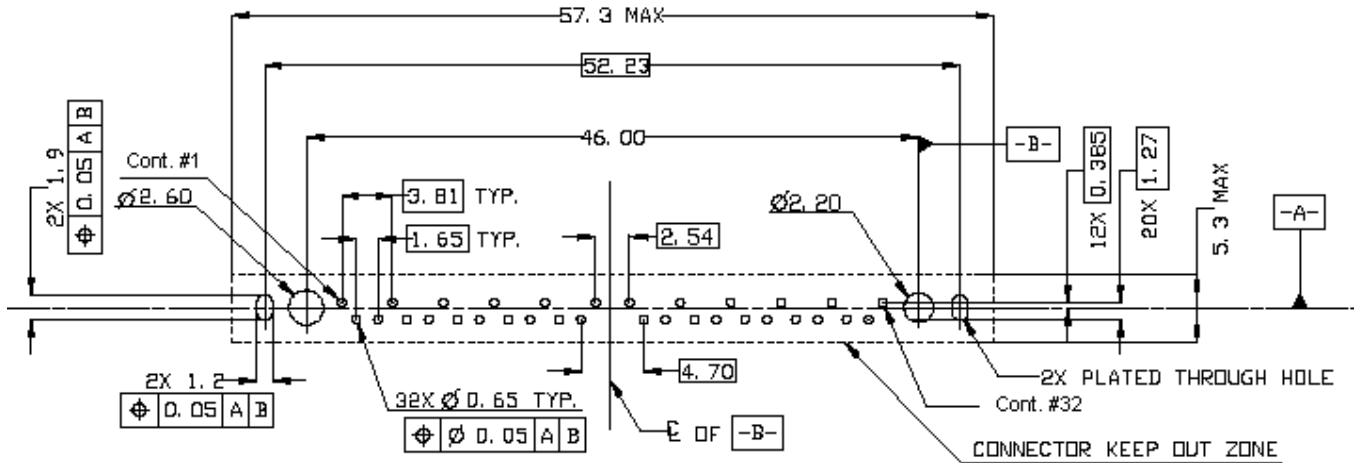 57.3 MAX
52.23
46.00
-B-
2X 1.9
⌖ 0.05 A B
Cont. #1
Ø2.60
3.81 TYP.
1.65 TYP.
2.54
Ø2.20
12X 0.385
20X 1.27
5.3 MAX
-A-
2X 1.2
⌖ 0.05 A B
32X Ø 0.65 TYP.
⌖ Ø 0.05 A B
4.70
℄ OF -B-
2X PLATED THROUGH HOLE
Cont. #32
CONNECTOR KEEP OUT ZONE